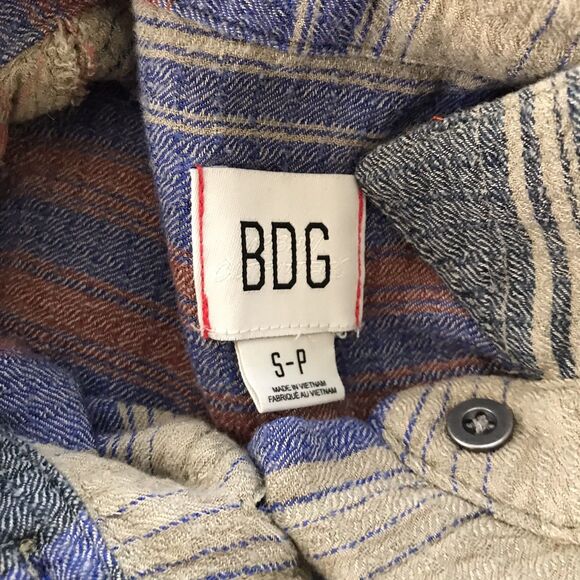 BDG
S-P
MADE IN VIETNAM
FABRIQUÉ AU VIETNAM